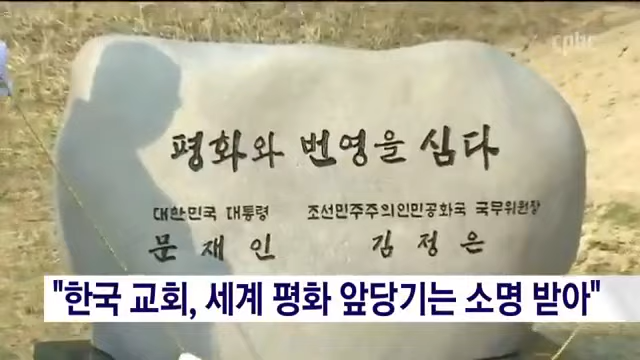 cpbc
평화와 번영을 심다
대한민국 대통령 조선민주주의인민공화국 국무위원장
문재인 김정은
"한국 교회, 세계 평화 앞당기는 소명 받아"